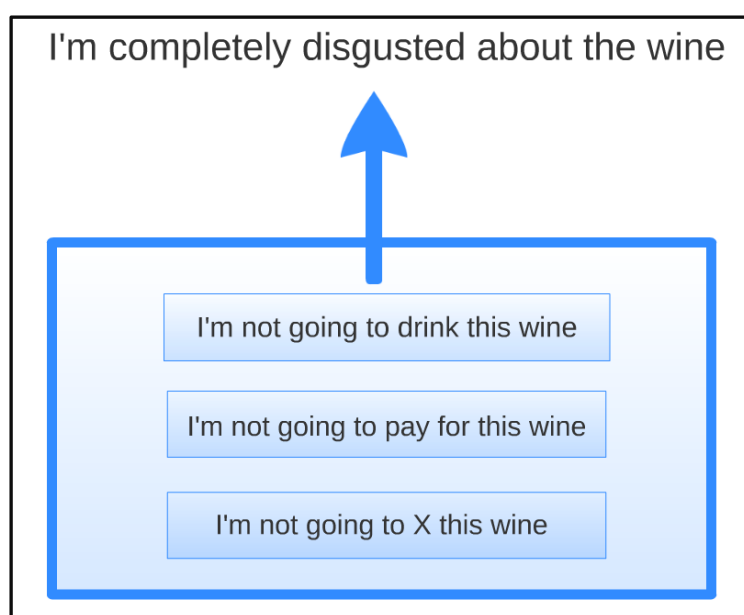 I'm completely disgusted about the wine
I'm not going to drink this wine
I'm not going to pay for this wine
I'm not going to X this wine